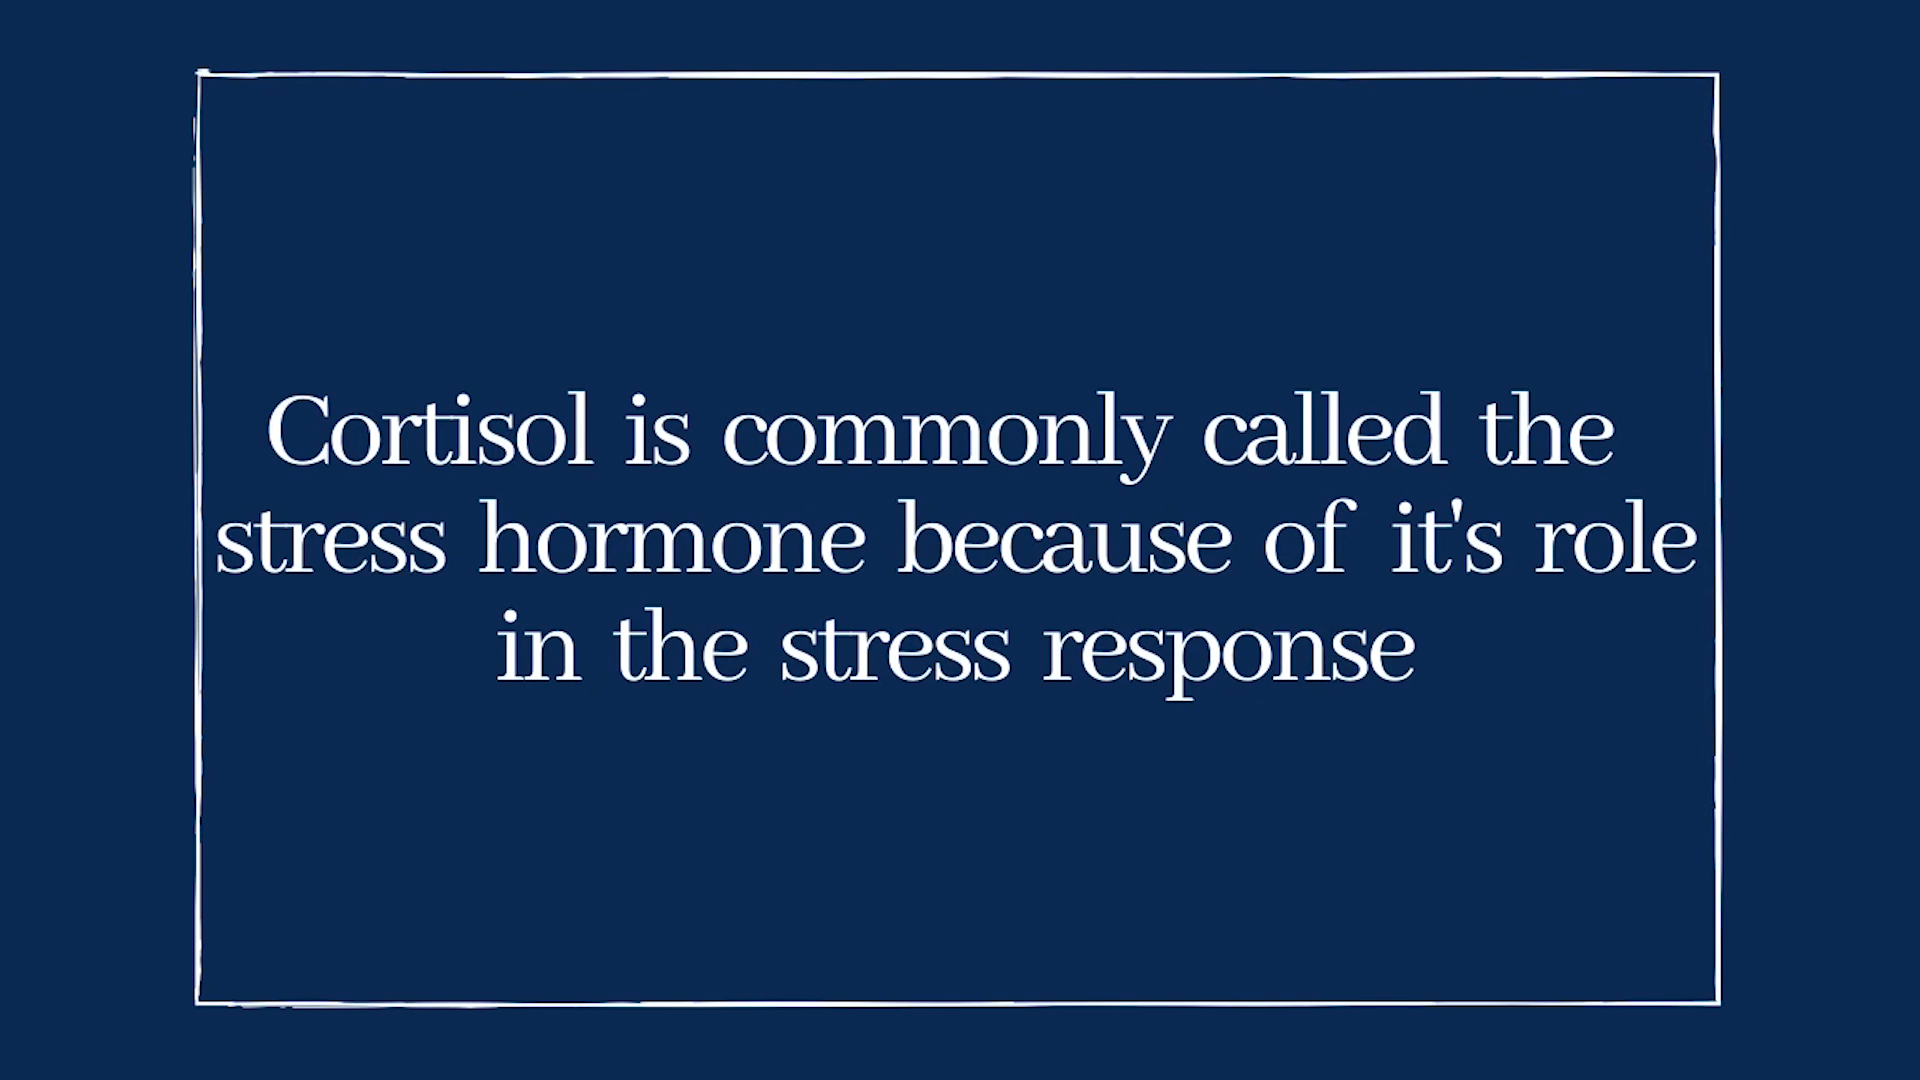 Cortisol is commonly called the
stress hormone because of it's role
in the stress response